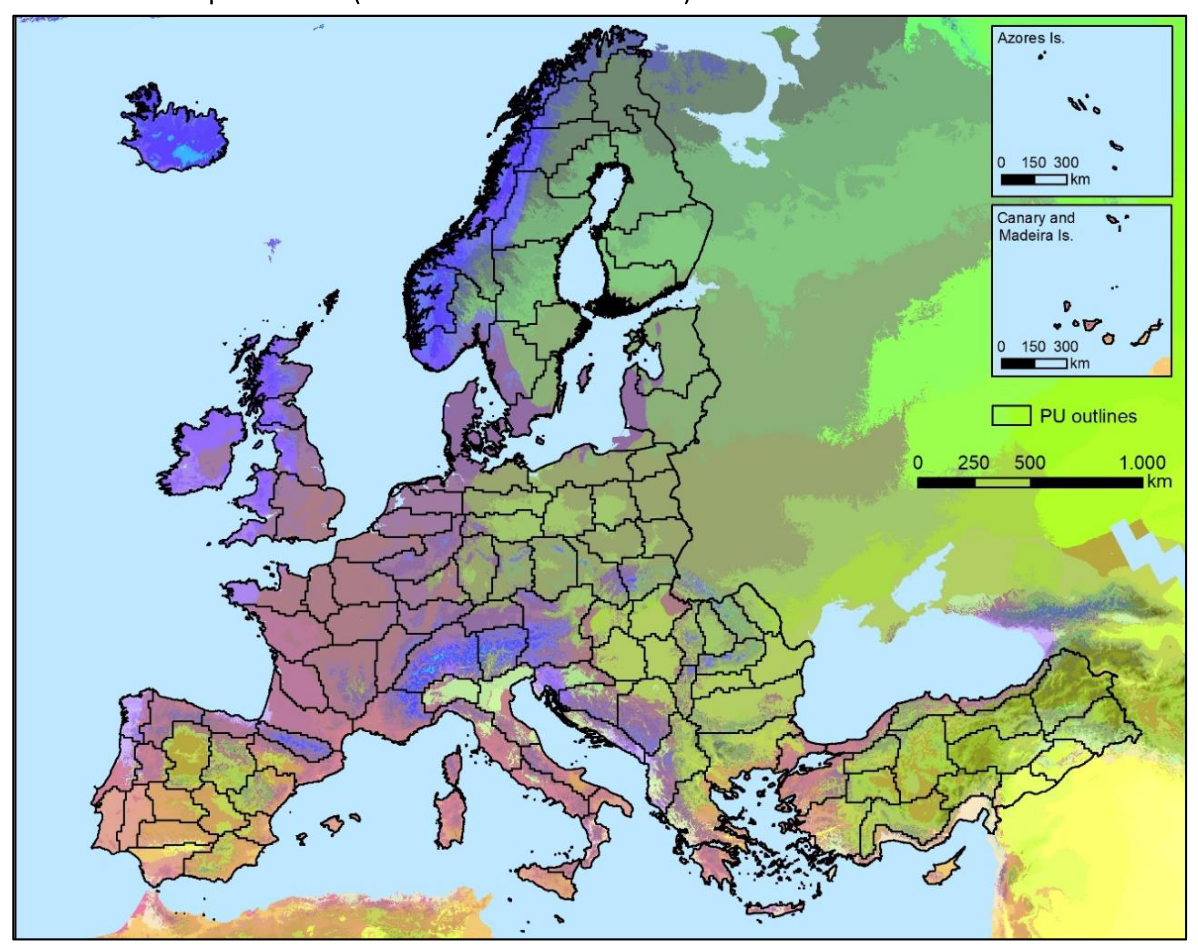 Azores Is.
0 150 300
km
Canary and
Madeira Is.
0 150 300
km
PU outlines
0 250 500 1.000
km